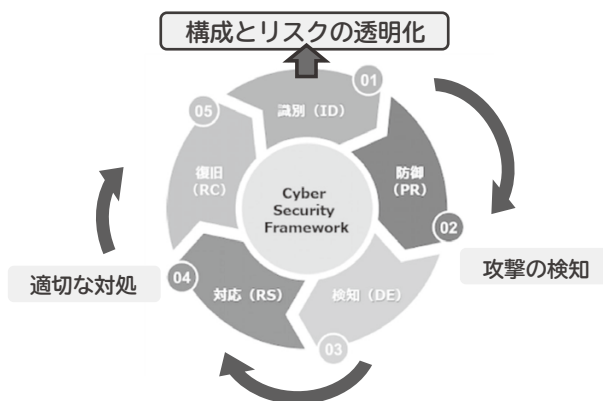 構成とリスクの透明化
01
識別（ID）
05
復旧
（RC）
防御
（PR）
Cyber
Security
Framework
02
適切な対処
攻撃の検知
04
対応（RS）
検知（DE）
03